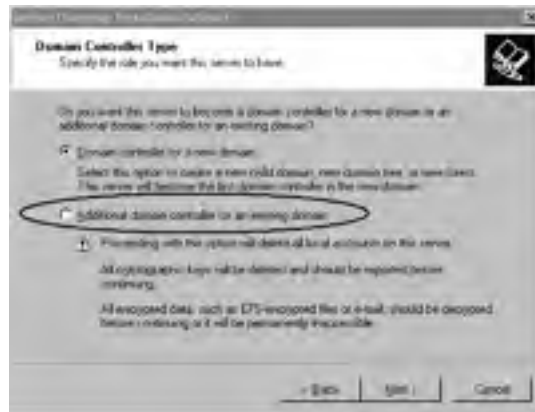 Active Directory Installation Wizard
Domain Controller Type
Specify the role you want this server to have.
Do you want this server to become a domain controller for a new domain or an
additional domain controller for an existing domain?
Domain controller for a new domain
Select this option to create a new child domain, new domain tree, or new forest.
This server will become the first domain controller in the new domain.
Additional domain controller for an existing domain
Proceeding with this option will delete all local accounts on this server.
All cryptographic keys will be deleted and should be exported before
continuing.
All encrypted data, such as EFS-encrypted files or e-mail, should be decrypted
before continuing or it will be permanently inaccessible.
< Back
Next >
Cancel